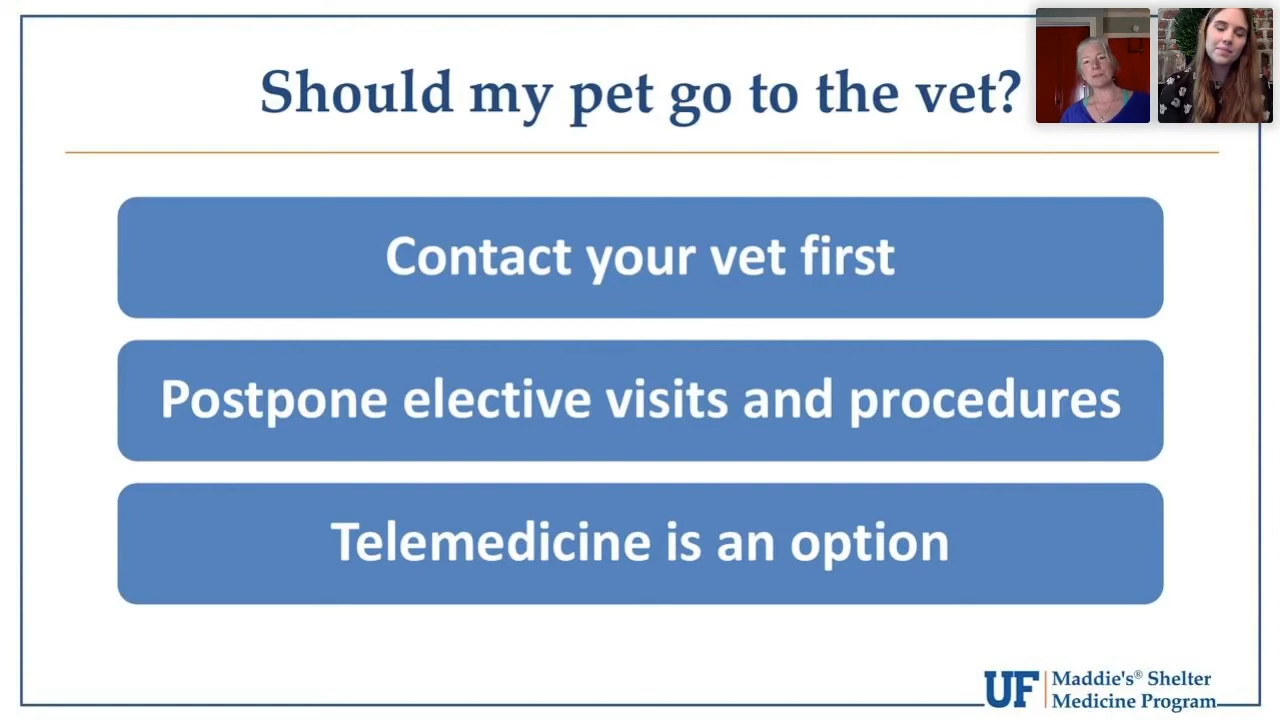 Should my pet go to the vet?
Contact your vet first
Postpone elective visits and procedures
Telemedicine is an option
UF Maddie's® Shelter
Medicine Program